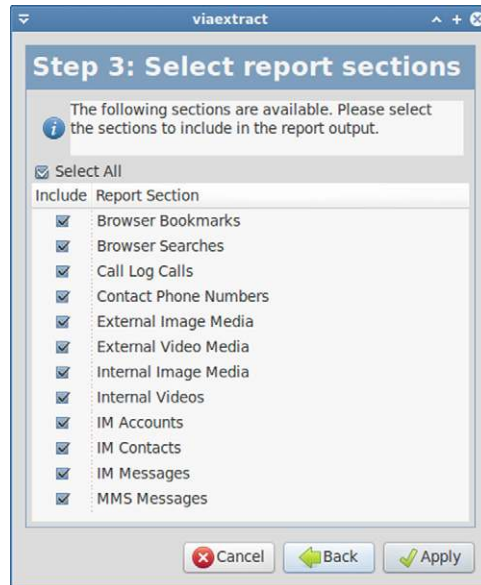 viaextract
Step 3: Select report sections
The following sections are available. Please select
the sections to include in the report output.
Select All
Include Report Section
Browser Bookmarks
Browser Searches
Call Log Calls
Contact Phone Numbers
External Image Media
External Video Media
Internal Image Media
Internal Videos
IM Accounts
IM Contacts
IM Messages
MMS Messages
Cancel Back Apply